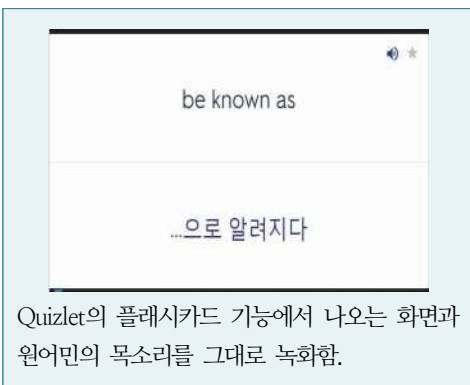 be known as
...으로 알려지다
Quizlet의 플래시카드 기능에서 나오는 화면과
원어민의 목소리를 그대로 녹화함.